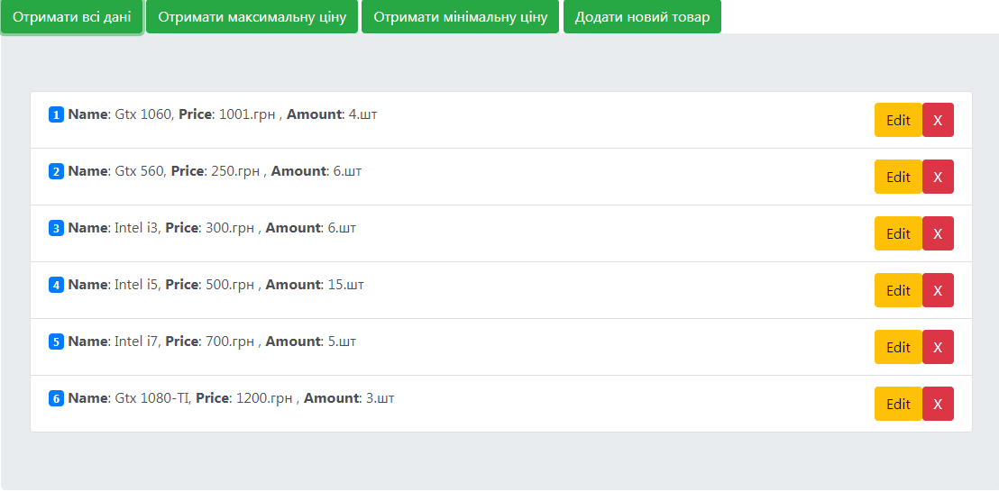 Отримати всі дані Отримати максимальну ціну Отримати мінімальну ціну Додати новий товар
1 Name: Gtx 1060, Price: 1001.грн , Amount: 4.шт Edit X
2 Name: Gtx 560, Price: 250.грн , Amount: 6.шт Edit X
3 Name: Intel i3, Price: 300.грн , Amount: 6.шт Edit X
4 Name: Intel i5, Price: 500.грн , Amount: 15.шт Edit X
5 Name: Intel i7, Price: 700.грн , Amount: 5.шт Edit X
6 Name: Gtx 1080-TI, Price: 1200.грн , Amount: 3.шт Edit X